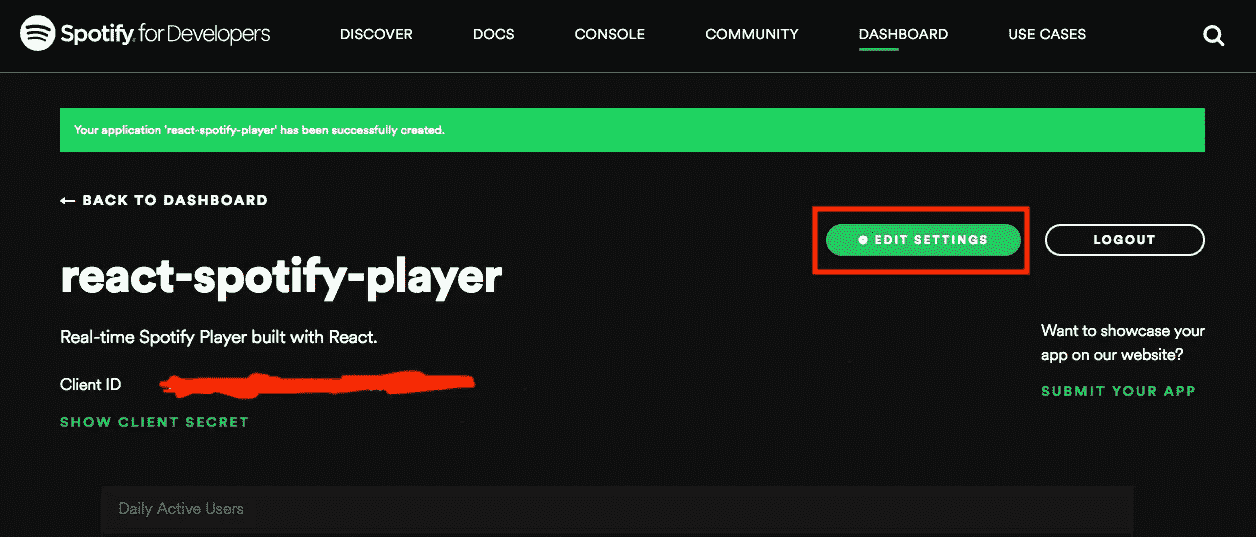 Spotify for Developers
DISCOVER
DOCS
CONSOLE
COMMUNITY
DASHBOARD
USE CASES
Your application 'react-spotify-player' has been successfully created.
← BACK TO DASHBOARD
EDIT SETTINGS
LOGOUT
react-spotify-player
Real-time Spotify Player built with React.
Want to showcase your
app on our website?
Client ID
SUBMIT YOUR APP
SHOW CLIENT SECRET
Daily Active Users